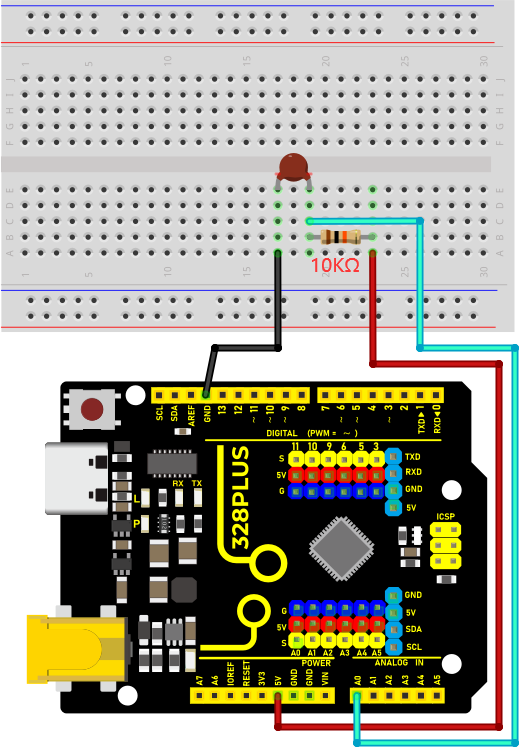 1 5 10 15 20 25 30
J J
I I
H H
G G
F F
E E
D D
C C
B B
A A
10KΩ
1 5 10 15 20 25 30
SCL SDA AREF GND 13 12 ~11 ~10 ~9 8 7 ~6 ~5 4 ~3 2 TXD▶1 RXD◀0
DIGITAL (PWM = ~ )
328PLUS
11 10 9 6 5 3
S
5V
G
TXD
RXD
GND
5V
RX TX
L
P
ICSP
G
5V
S
A0 A1 A2 A3 A4 A5
GND
5V
SDA
SCL
POWER ANALOG IN
A7 A6 IOREF RESET 3V3 5V GND GND VIN A0 A1 A2 A3 A4 A5